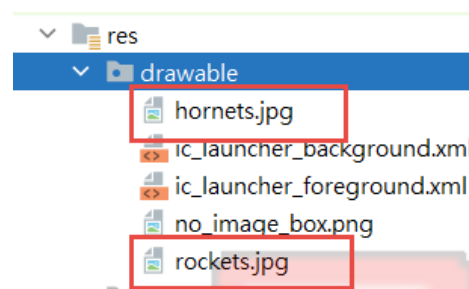 res
drawable
hornets.jpg
ic_launcher_background.xml
ic_launcher_foreground.xml
no_image_box.png
rockets.jpg